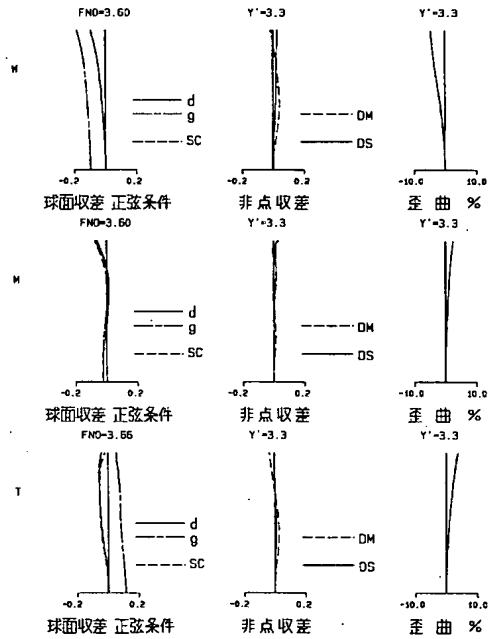 FNO=3.60 Y'=3.3 Y'=3.3
W
d
g
SC
DM
DS
-0.2 0.2 -0.2 0.2 -10.0 10.0
球面収差 正弦条件 非点収差 歪曲 %
FNO=3.60 Y'=3.3 Y'=3.3
M
d
g
SC
DM
DS
-0.2 0.2 -0.2 0.2 -10.0 10.0
球面収差 正弦条件 非点収差 歪曲 %
FNO=3.66 Y'=3.3 Y'=3.3
T
d
g
SC
DM
DS
-0.2 0.2 -0.2 0.2 -10.0 10.0
球面収差 正弦条件 非点収差 歪曲 %